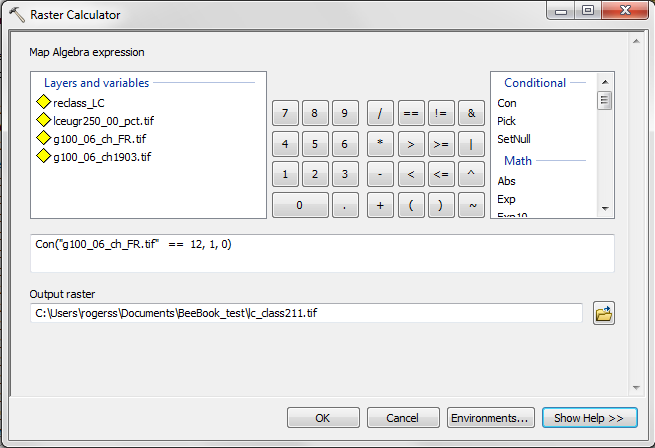 Raster Calculator
Map Algebra expression
Layers and variables
reclass_LC
lceugr250_00_pct.tif
g100_06_ch_FR.tif
g100_06_ch1903.tif
7 8 9 / == != &
4 5 6 * > >= |
1 2 3 - < <= ^
0 . + ( ) ~
Conditional
Con
Pick
SetNull
Math
Abs
Exp
Exp10
Con("g100_06_ch_FR.tif" == 12, 1, 0)
Output raster
C:\Users\rogerss\Documents\BeeBook_test\lc_class211.tif
OK Cancel Environments... Show Help >>